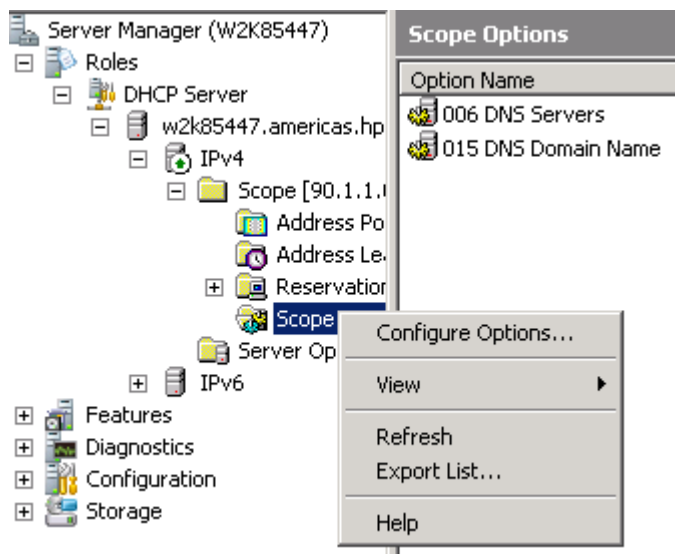 Server Manager (W2K85447)
Roles
DHCP Server
w2k85447.americas.hp
IPv4
Scope [90.1.1.
Address Po
Address Le
Reservation
Scope
Server Op
IPv6
Features
Diagnostics
Configuration
Storage
Scope Options
Option Name
006 DNS Servers
015 DNS Domain Name
Configure Options...
View
Refresh
Export List...
Help